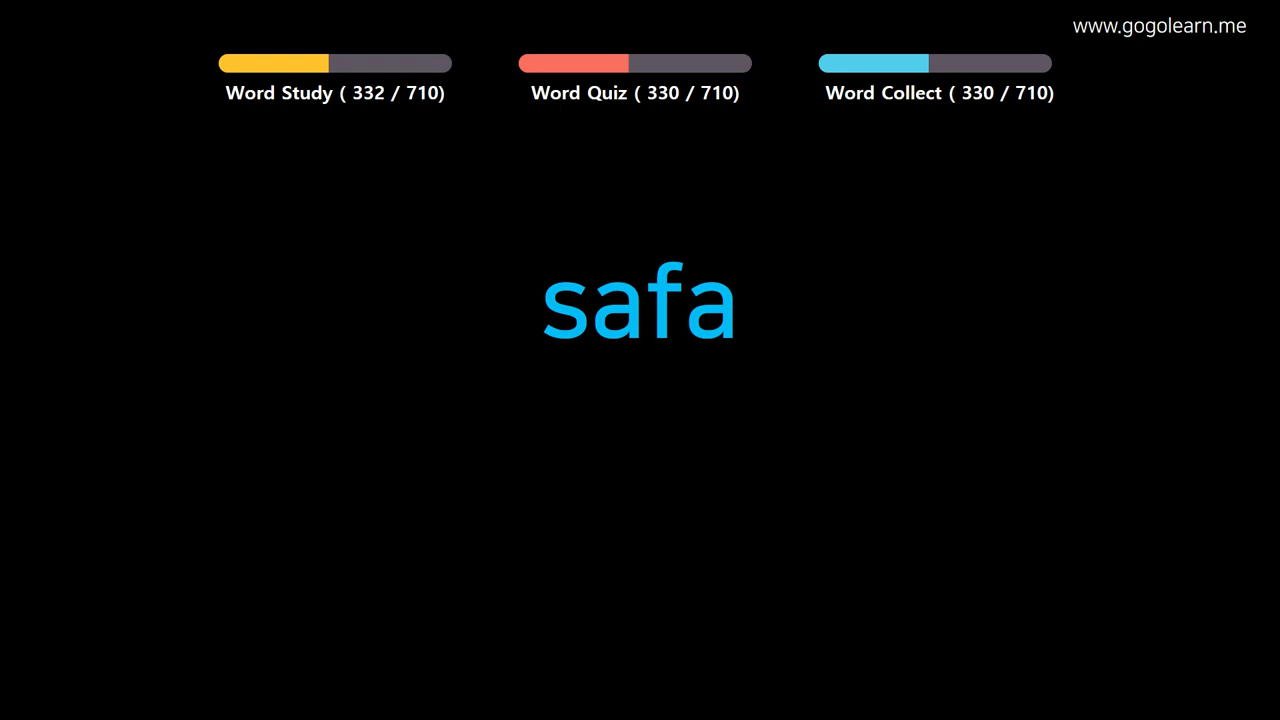 www.gogolearn.me
Word Study ( 332 / 710)
Word Quiz ( 330 / 710)
Word Collect ( 330 / 710)
safa